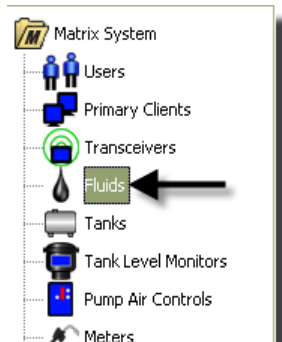 Matrix System
Users
Primary Clients
Transceivers
Fluids
Tanks
Tank Level Monitors
Pump Air Controls
Meters